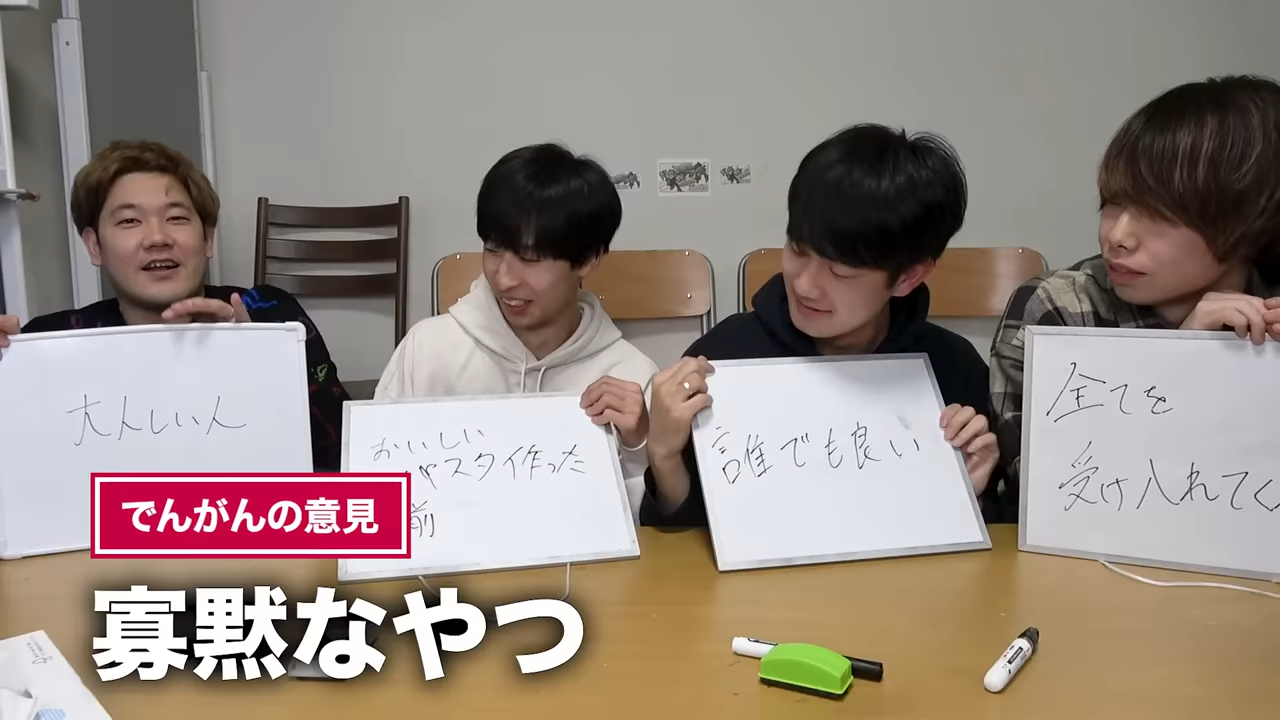 大人しい人
おいしい
パスタ作った
前
誰でも良い
全てを
受け入れてく
でんがんの意見
寡黙なやつ